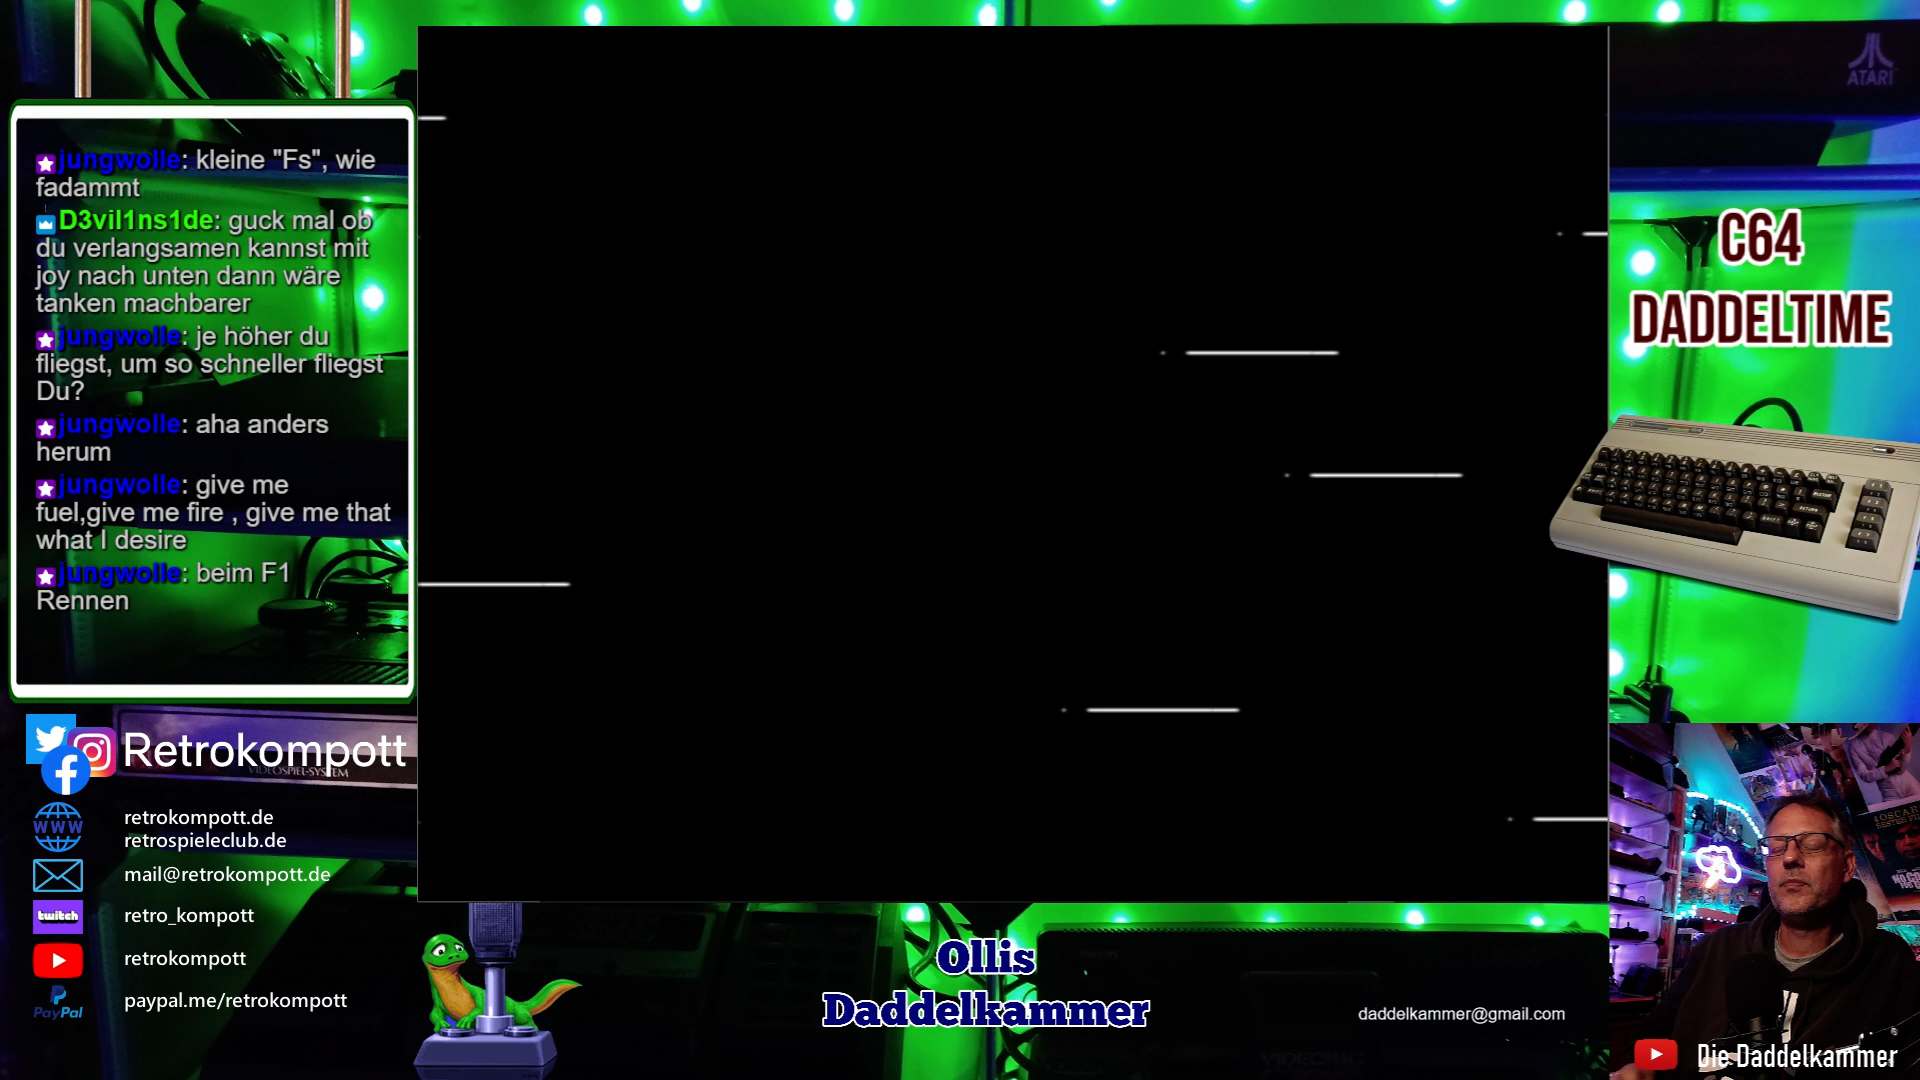 jungwolle: kleine "Fs", wie
fadammt
D3vil1ns1de: guck mal ob
du verlangsamen kannst mit
joy nach unten dann wäre
tanken machbarer
jungwolle: je höher du
fliegst, um so schneller fliegst
Du?
jungwolle: aha anders
herum
jungwolle: give me
fuel,give me fire , give me that
what I desire
jungwolle: beim F1
Rennen
Retrokompott
VIDEOSPIEL-SYSTEM
WWW
retrokompott.de
retrospieleclub.de
mail@retrokompott.de
twitch
retro_kompott
retrokompott
PayPal
paypal.me/retrokompott
Ollis
Daddelkammer
daddelkammer@gmail.com
ATARI
C64
DADDELTIME
Die Daddelkammer